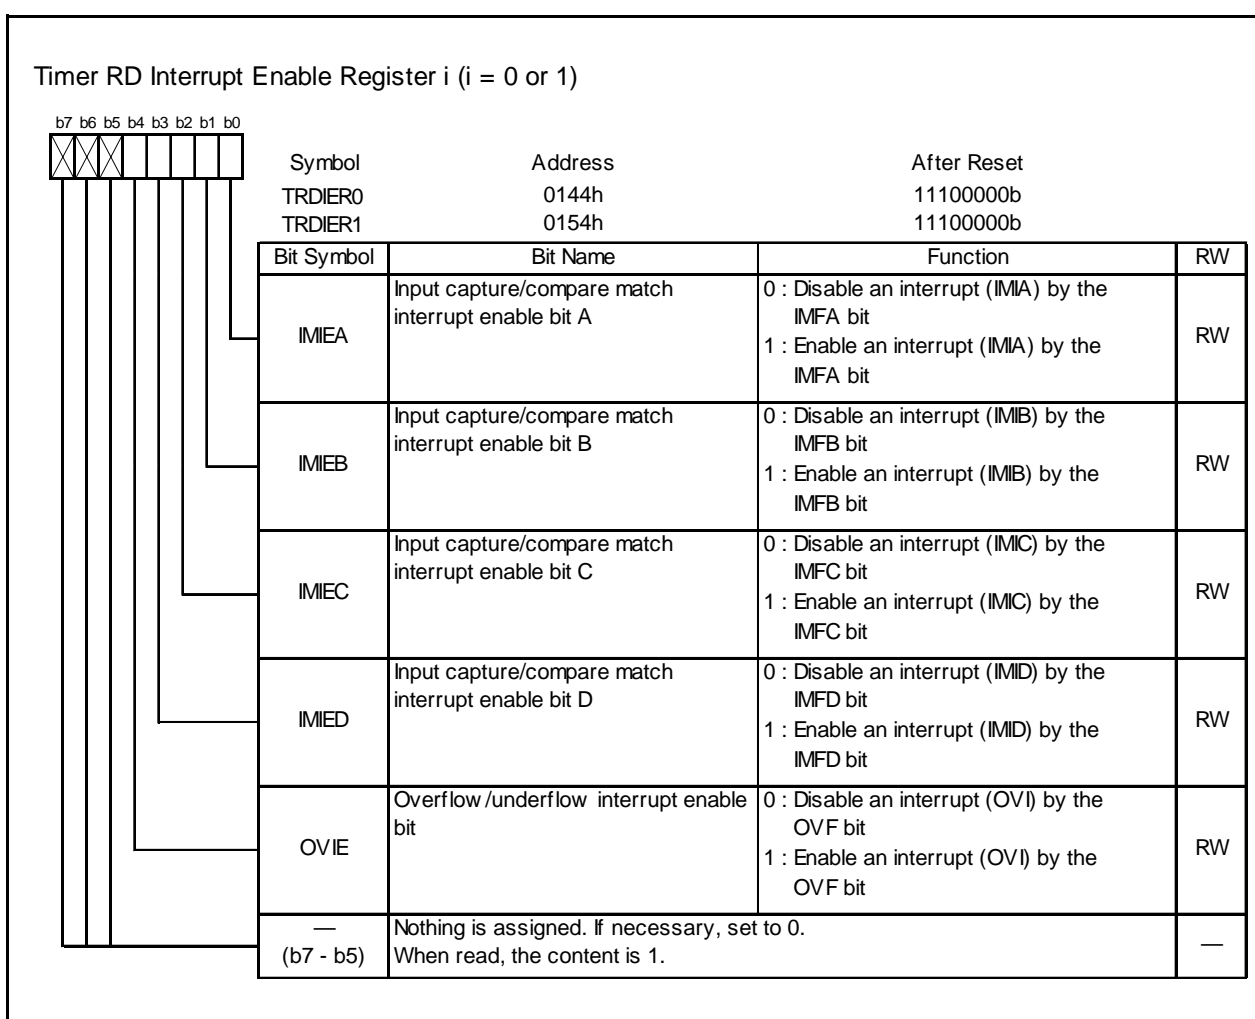 Timer RD Interrupt Enable Register i (i = 0 or 1)
b7 b6 b5 b4 b3 b2 b1 b0
Symbol Address After Reset
TRDIER0 0144h 11100000b
TRDIER1 0154h 11100000b
Bit Symbol Bit Name Function RW
IMIEA
Input capture/compare match
interrupt enable bit A
0 : Disable an interrupt (IMIA) by the
IMFA bit
1 : Enable an interrupt (IMIA) by the
IMFA bit
RW
IMIEB
Input capture/compare match
interrupt enable bit B
0 : Disable an interrupt (IMIB) by the
IMFB bit
1 : Enable an interrupt (IMIB) by the
IMFB bit
RW
IMIEC
Input capture/compare match
interrupt enable bit C
0 : Disable an interrupt (IMIC) by the
IMFC bit
1 : Enable an interrupt (IMIC) by the
IMFC bit
RW
IMIED
Input capture/compare match
interrupt enable bit D
0 : Disable an interrupt (IMID) by the
IMFD bit
1 : Enable an interrupt (IMID) by the
IMFD bit
RW
OVIE
Overflow/underflow interrupt enable
bit
0 : Disable an interrupt (OVI) by the
OVF bit
1 : Enable an interrupt (OVI) by the
OVF bit
RW
—
(b7 - b5)
Nothing is assigned. If necessary, set to 0.
When read, the content is 1.
—